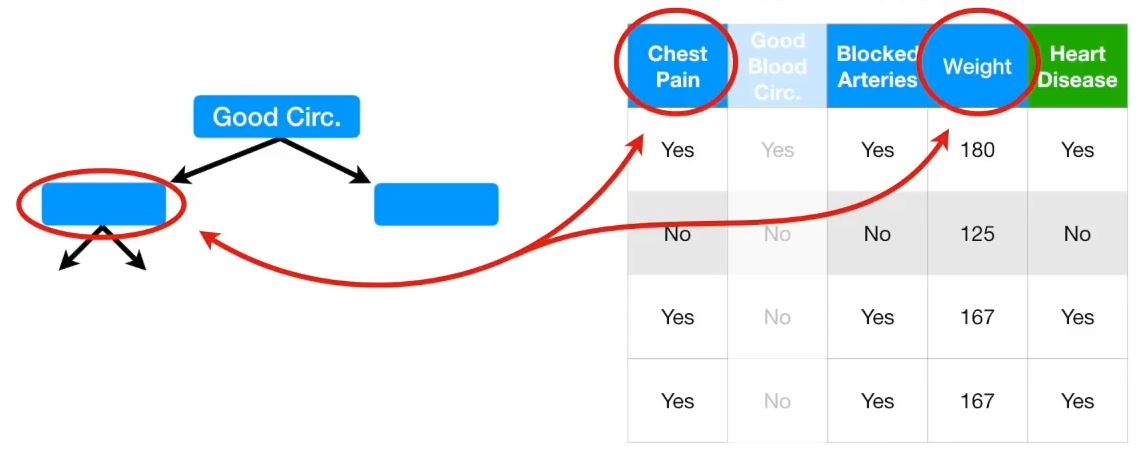 Good Circ.
Chest Pain Good Blood Circ. Blocked Arteries Weight Heart Disease
Yes Yes Yes 180 Yes
No No No 125 No
Yes No Yes 167 Yes
Yes No Yes 167 Yes